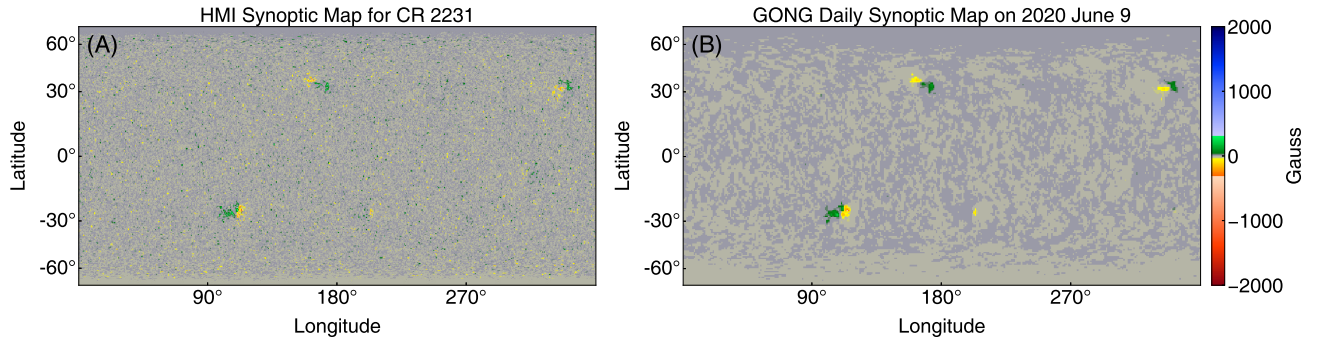 HMI Synoptic Map for CR 2231
(A)
60°
30°
0°
-30°
-60°
Latitude
90°
180°
270°
Longitude
GONG Daily Synoptic Map on 2020 June 9
(B)
60°
30°
0°
-30°
-60°
Latitude
90°
180°
270°
Longitude
2000
1000
0
−1000
−2000
Gauss